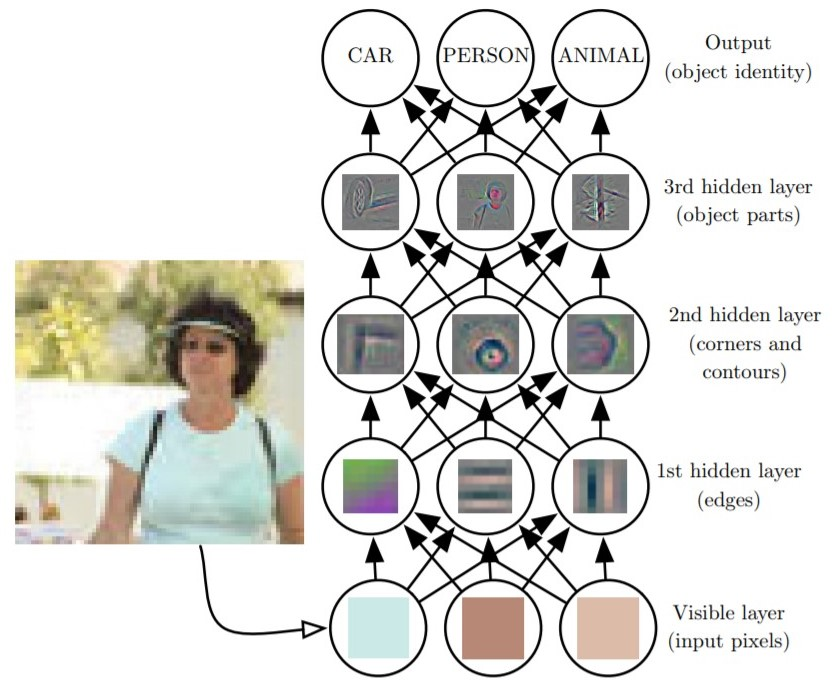 CAR PERSON ANIMAL
Output
(object identity)
3rd hidden layer
(object parts)
2nd hidden layer
(corners and
contours)
1st hidden layer
(edges)
Visible layer
(input pixels)